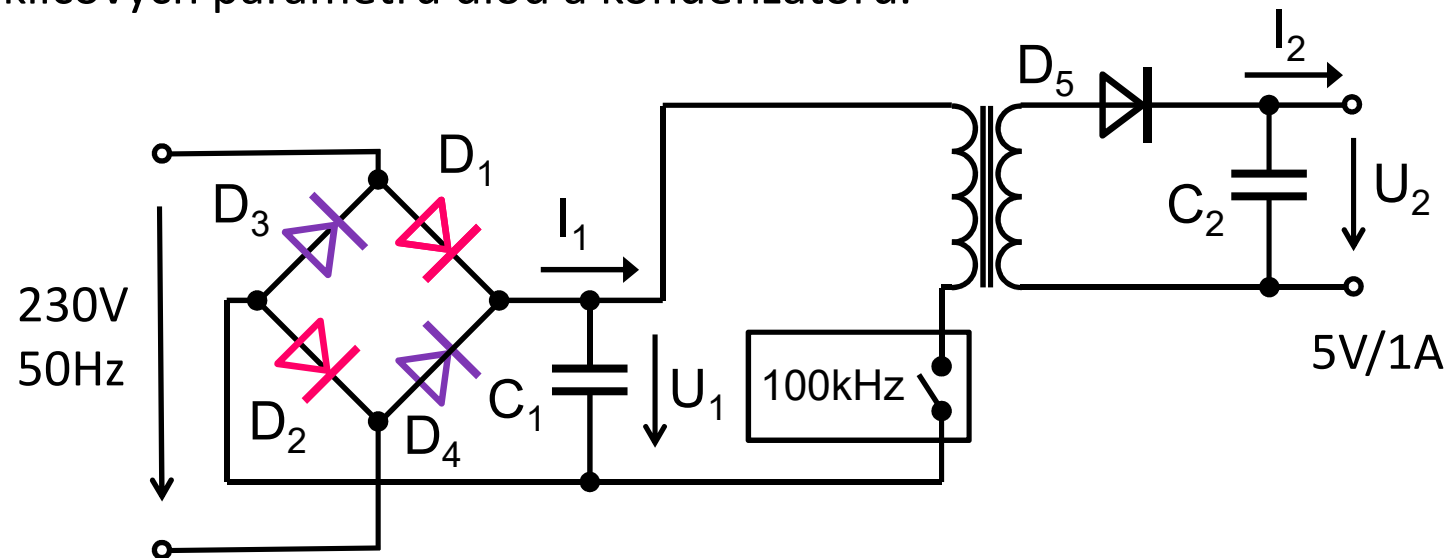 klíčových parametrů diod a kondenzátorů.
I₂
D₅
D₁
D₃
I₁
C₂
U₂
230V
50Hz
5V/1A
100kHz
C₁
U₁
D₂
D₄